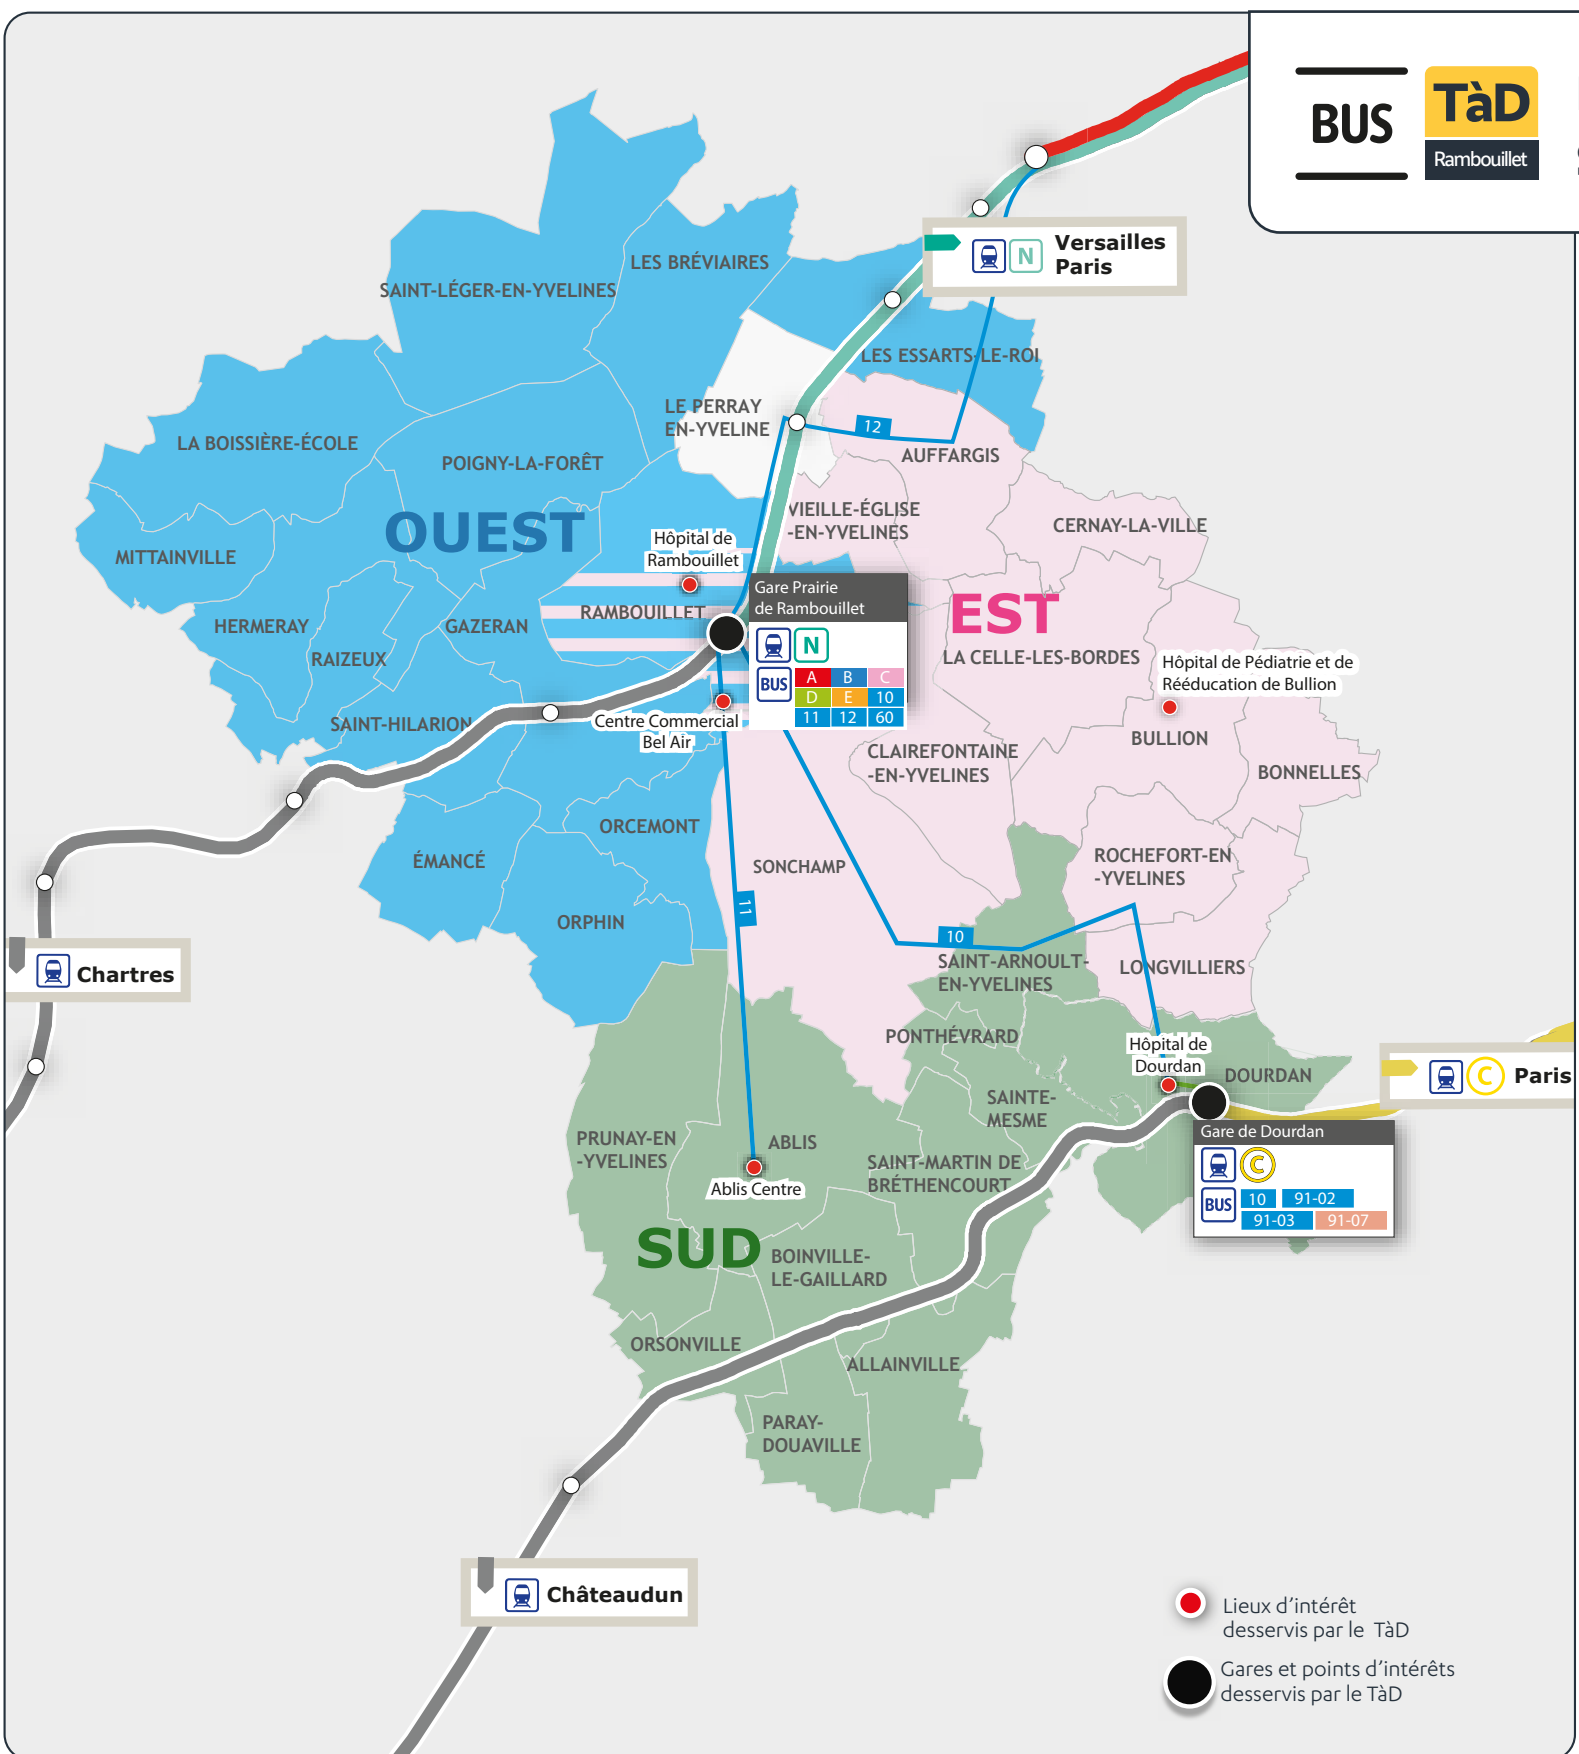 BUS
TàD
Rambouillet
Versailles
Paris
N
LES BRÉVIAIRES
SAINT-LÉGER-EN-YVELINES
LES ESSARTS-LE-ROI
LE PERRAY
EN-YVELINE
12
LA BOISSIÈRE-ÉCOLE
POIGNY-LA-FORÊT
AUFFARGIS
OUEST
VIEILLE-ÉGLISE
-EN-YVELINES
CERNAY-LA-VILLE
MITTAINVILLE
Hôpital de
Rambouillet
Gare Prairie
de Rambouillet
N
BUS
A B C
D E 10
11 12 60
EST
RAMBOUILLET
HERMERAY
GAZERAN
RAIZEUX
LA CELLE-LES-BORDES
Hôpital de Pédiatrie et de
Rééducation de Bullion
SAINT-HILARION
Centre Commercial
Bel Air
BULLION
CLAIREFONTAINE
-EN-YVELINES
BONNELLES
ORCEMONT
ÉMANCÉ
SONCHAMP
ROCHEFORT-EN
-YVELINES
ORPHIN
11
10
SAINT-ARNOULT-
EN-YVELINES
LONGVILLIERS
Chartres
PONTHÉVRARD
Hôpital de
Dourdan
DOURDAN
C
Paris
SAINTE-
MESME
Gare de Dourdan
C
BUS
10 91-02
91-03 91-07
PRUNAY-EN
-YVELINES
ABLIS
SAINT-MARTIN DE
BRÉTHENCOURT
Ablis Centre
SUD
BOINVILLE-
LE-GAILLARD
ORSONVILLE
ALLAINVILLE
PARAY-
DOUAVILLE
Châteaudun
Lieux d’intérêt
desservis par le TàD
Gares et points d’intérêts
desservis par le TàD